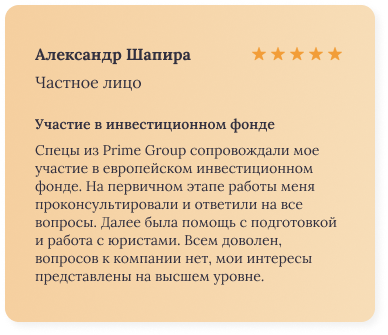 Александр Шапира
Частное лицо
Участие в инвестиционном фонде
Спецы из Prime Group сопровождали мое
участие в европейском инвестиционном
фонде. На первичном этапе работы меня
проконсультировали и ответили на все
вопросы. Далее была помощь с подготовкой
и работа с юристами. Всем доволен,
вопросов к компании нет, мои интересы
представлены на высшем уровне.